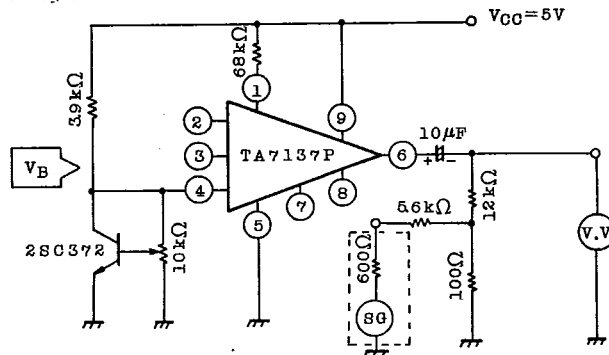 VCC=5V
3.9kΩ
68kΩ
1
2
3
4
5
6
7
8
9
TA7137P
10μF
+ -
VB
2SC372
10kΩ
5.6kΩ
12kΩ
600Ω
100Ω
SG
V.V